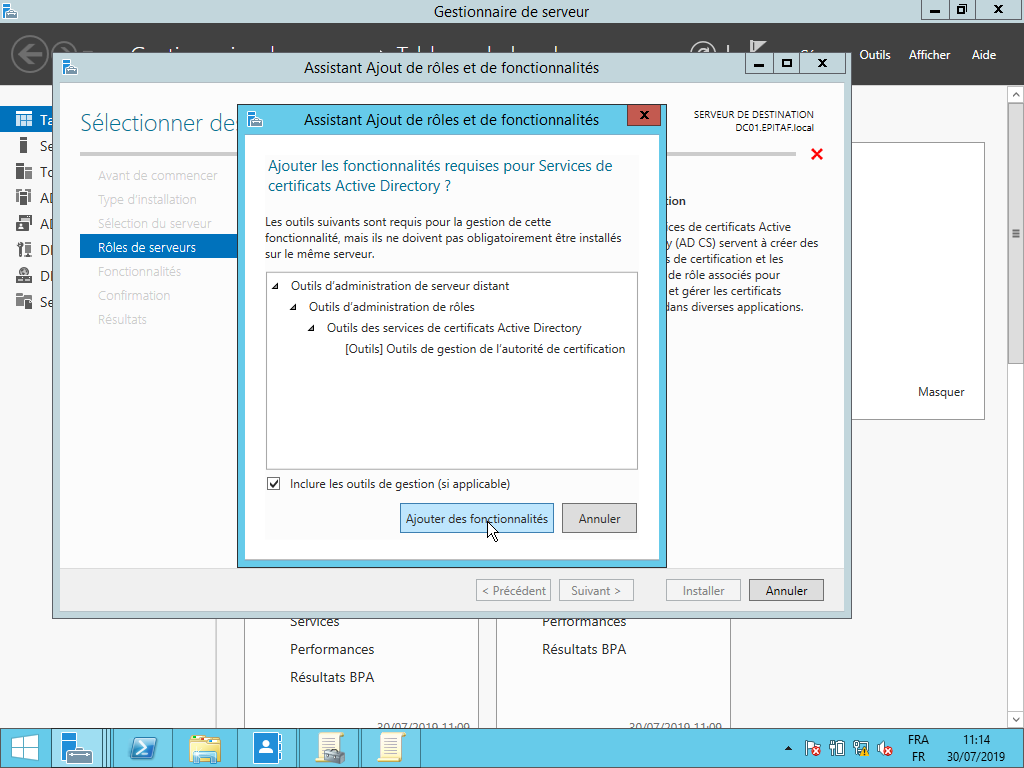 Gestionnaire de serveur
Outils
Afficher
Aide
Assistant Ajout de rôles et de fonctionnalités
SERVEUR DE DESTINATION
DC01.EPITAF.local
Assistant Ajout de rôles et de fonctionnalités
Sélectionner des
Avant de commencer
Type d'installation
Sélection du serveur
Rôles de serveurs
Fonctionnalités
Confirmation
Résultats
Ajouter les fonctionnalités requises pour Services de
certificats Active Directory ?
Les outils suivants sont requis pour la gestion de cette
fonctionnalité, mais ils ne doivent pas obligatoirement être installés
sur le même serveur.
Outils d'administration de serveur distant
Outils d'administration de rôles
Outils des services de certificats Active Directory
[Outils] Outils de gestion de l'autorité de certification
Inclure les outils de gestion (si applicable)
Ajouter des fonctionnalités
Annuler
de certificats Active
(AD CS) servent à créer des
de certification et les
de rôle associés pour
et gérer les certificats
dans diverses applications.
Masquer
< Précédent
Suivant >
Installer
Annuler
Services
Performances
Résultats BPA
30/07/2019 11:09
Performances
Résultats BPA
30/07/2019 11:09
FRA
FR
11:14
30/07/2019